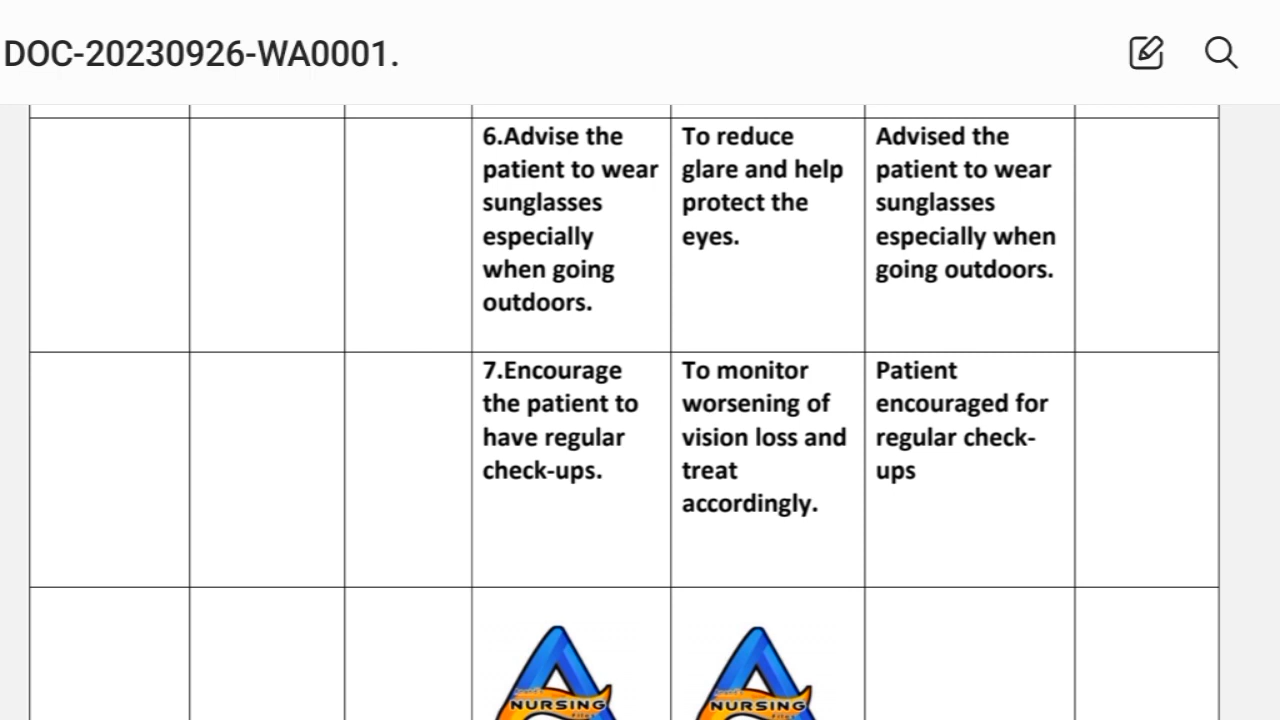 DOC-20230926-WA0001.
6.Advise the
patient to wear
sunglasses
especially
when going
outdoors.
To reduce
glare and help
protect the
eyes.
Advised the
patient to wear
sunglasses
especially when
going outdoors.
7.Encourage
the patient to
have regular
check-ups.
To monitor
worsening of
vision loss and
treat
accordingly.
Patient
encouraged for
regular check-
ups
NURSING
Files
NURSING
Files